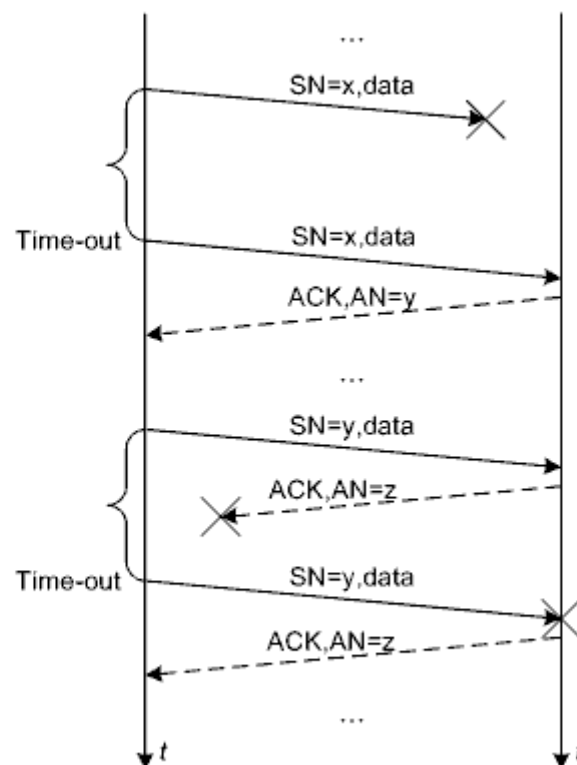 ...
SN=x,data
Time-out
SN=x,data
ACK,AN=y
...
SN=y,data
ACK,AN=z
Time-out
SN=y,data
ACK,AN=z
...
t
t